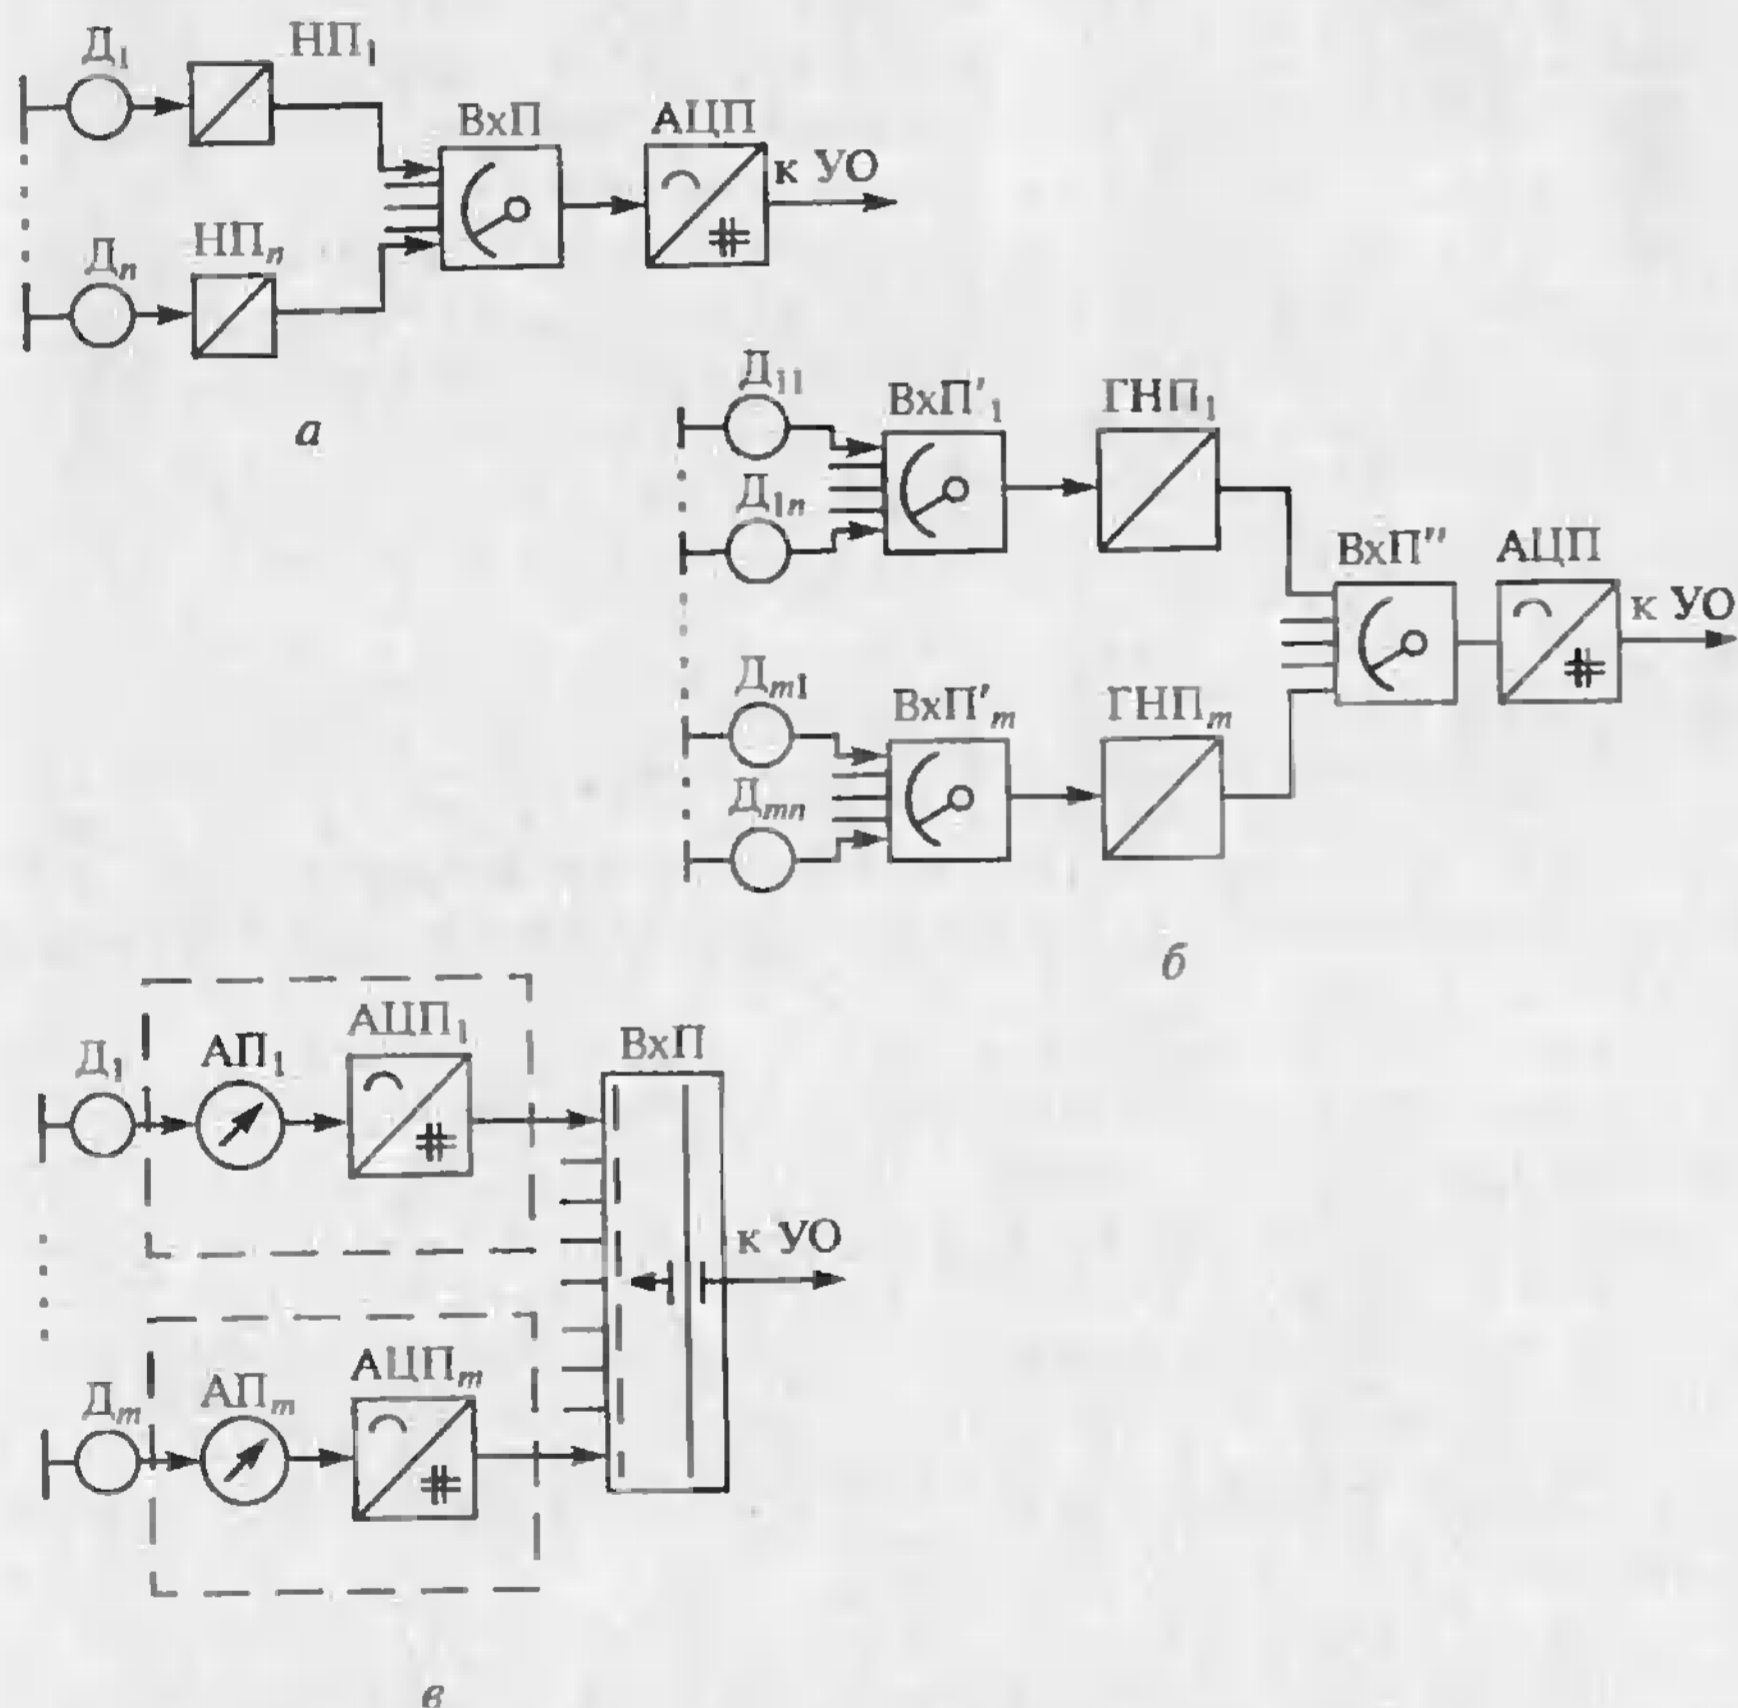 Д₁
НП₁
ВхП
АЦП
к УО
Дₙ
НПₙ
а
Д₁₁
ВхП'₁
ГНП₁
Д₁ₙ
ВхП"
АЦП
к УО
Дₘ₁
ВхП'ₘ
ГНПₘ
Дₘₙ
б
Д₁
АП₁
АЦП₁
ВхП
к УО
Дₘ
АПₘ
АЦПₘ
в